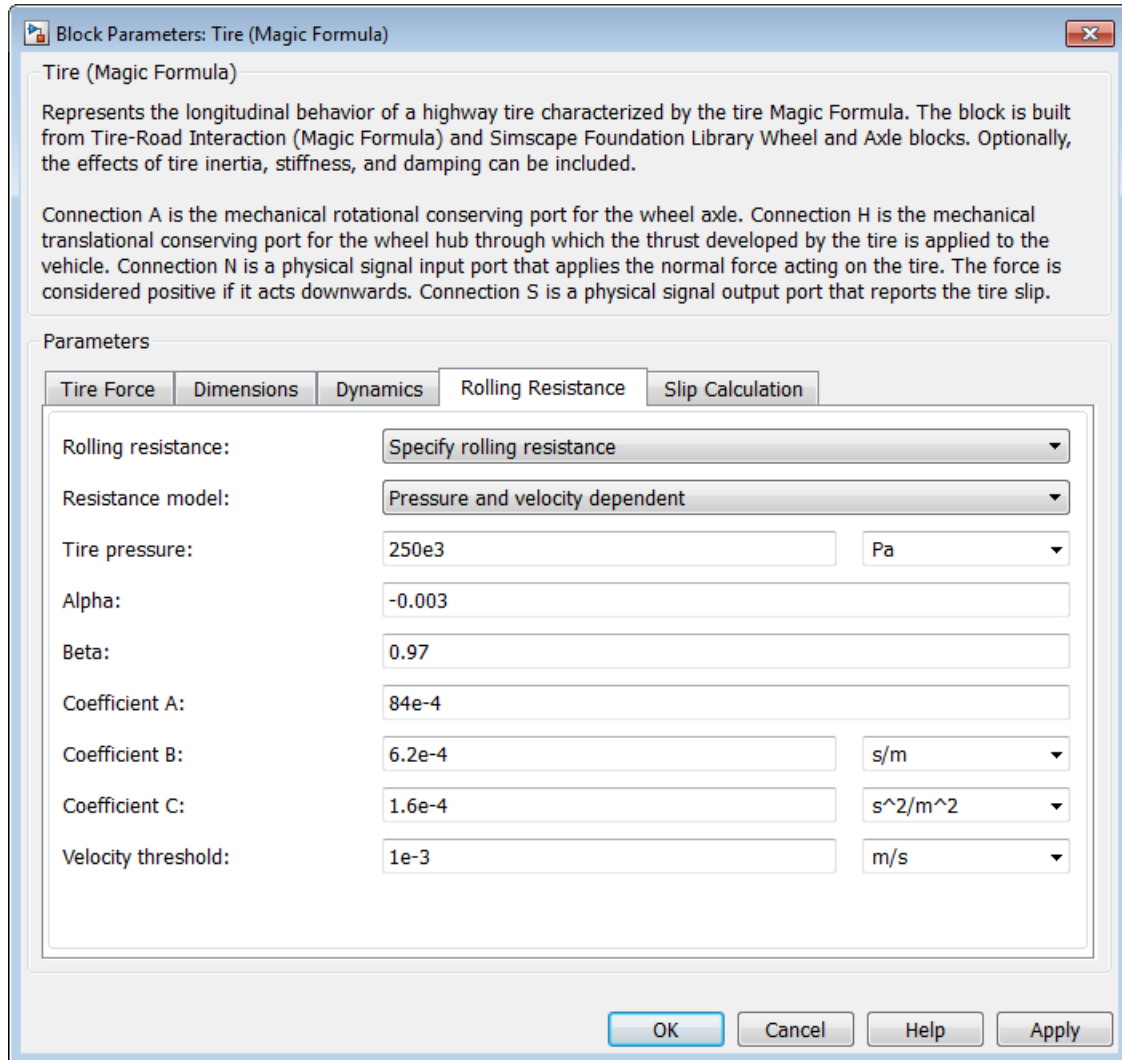 Block Parameters: Tire (Magic Formula)
Tire (Magic Formula)
Represents the longitudinal behavior of a highway tire characterized by the tire Magic Formula. The block is built
from Tire-Road Interaction (Magic Formula) and Simscape Foundation Library Wheel and Axle blocks. Optionally,
the effects of tire inertia, stiffness, and damping can be included.
Connection A is the mechanical rotational conserving port for the wheel axle. Connection H is the mechanical
translational conserving port for the wheel hub through which the thrust developed by the tire is applied to the
vehicle. Connection N is a physical signal input port that applies the normal force acting on the tire. The force is
considered positive if it acts downwards. Connection S is a physical signal output port that reports the tire slip.
Parameters
Tire Force Dimensions Dynamics Rolling Resistance Slip Calculation
Rolling resistance: Specify rolling resistance
Resistance model: Pressure and velocity dependent
Tire pressure: 250e3 Pa
Alpha: -0.003
Beta: 0.97
Coefficient A: 84e-4
Coefficient B: 6.2e-4 s/m
Coefficient C: 1.6e-4 s^2/m^2
Velocity threshold: 1e-3 m/s
OK Cancel Help Apply